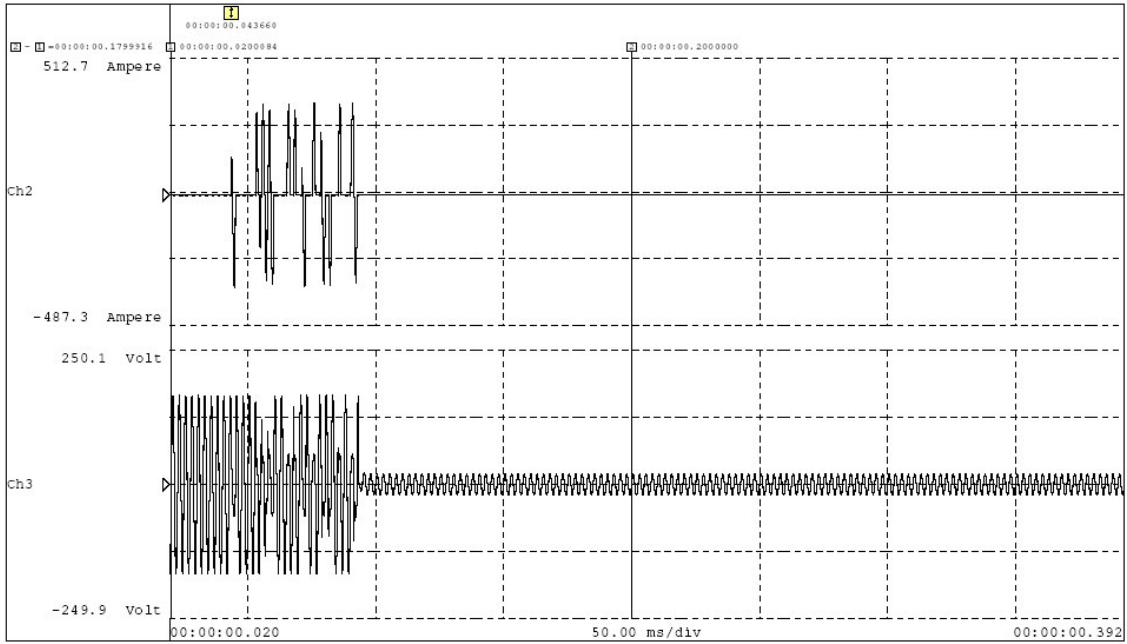 00:00:00.043660
2 - 1 =00:00:00.1799916 1 00:00:00.0200084 2 00:00:00.2000000
512.7 Ampere
Ch2
-487.3 Ampere
250.1 Volt
Ch3
-249.9 Volt
00:00:00.020 50.00 ms/div 00:00:00.392